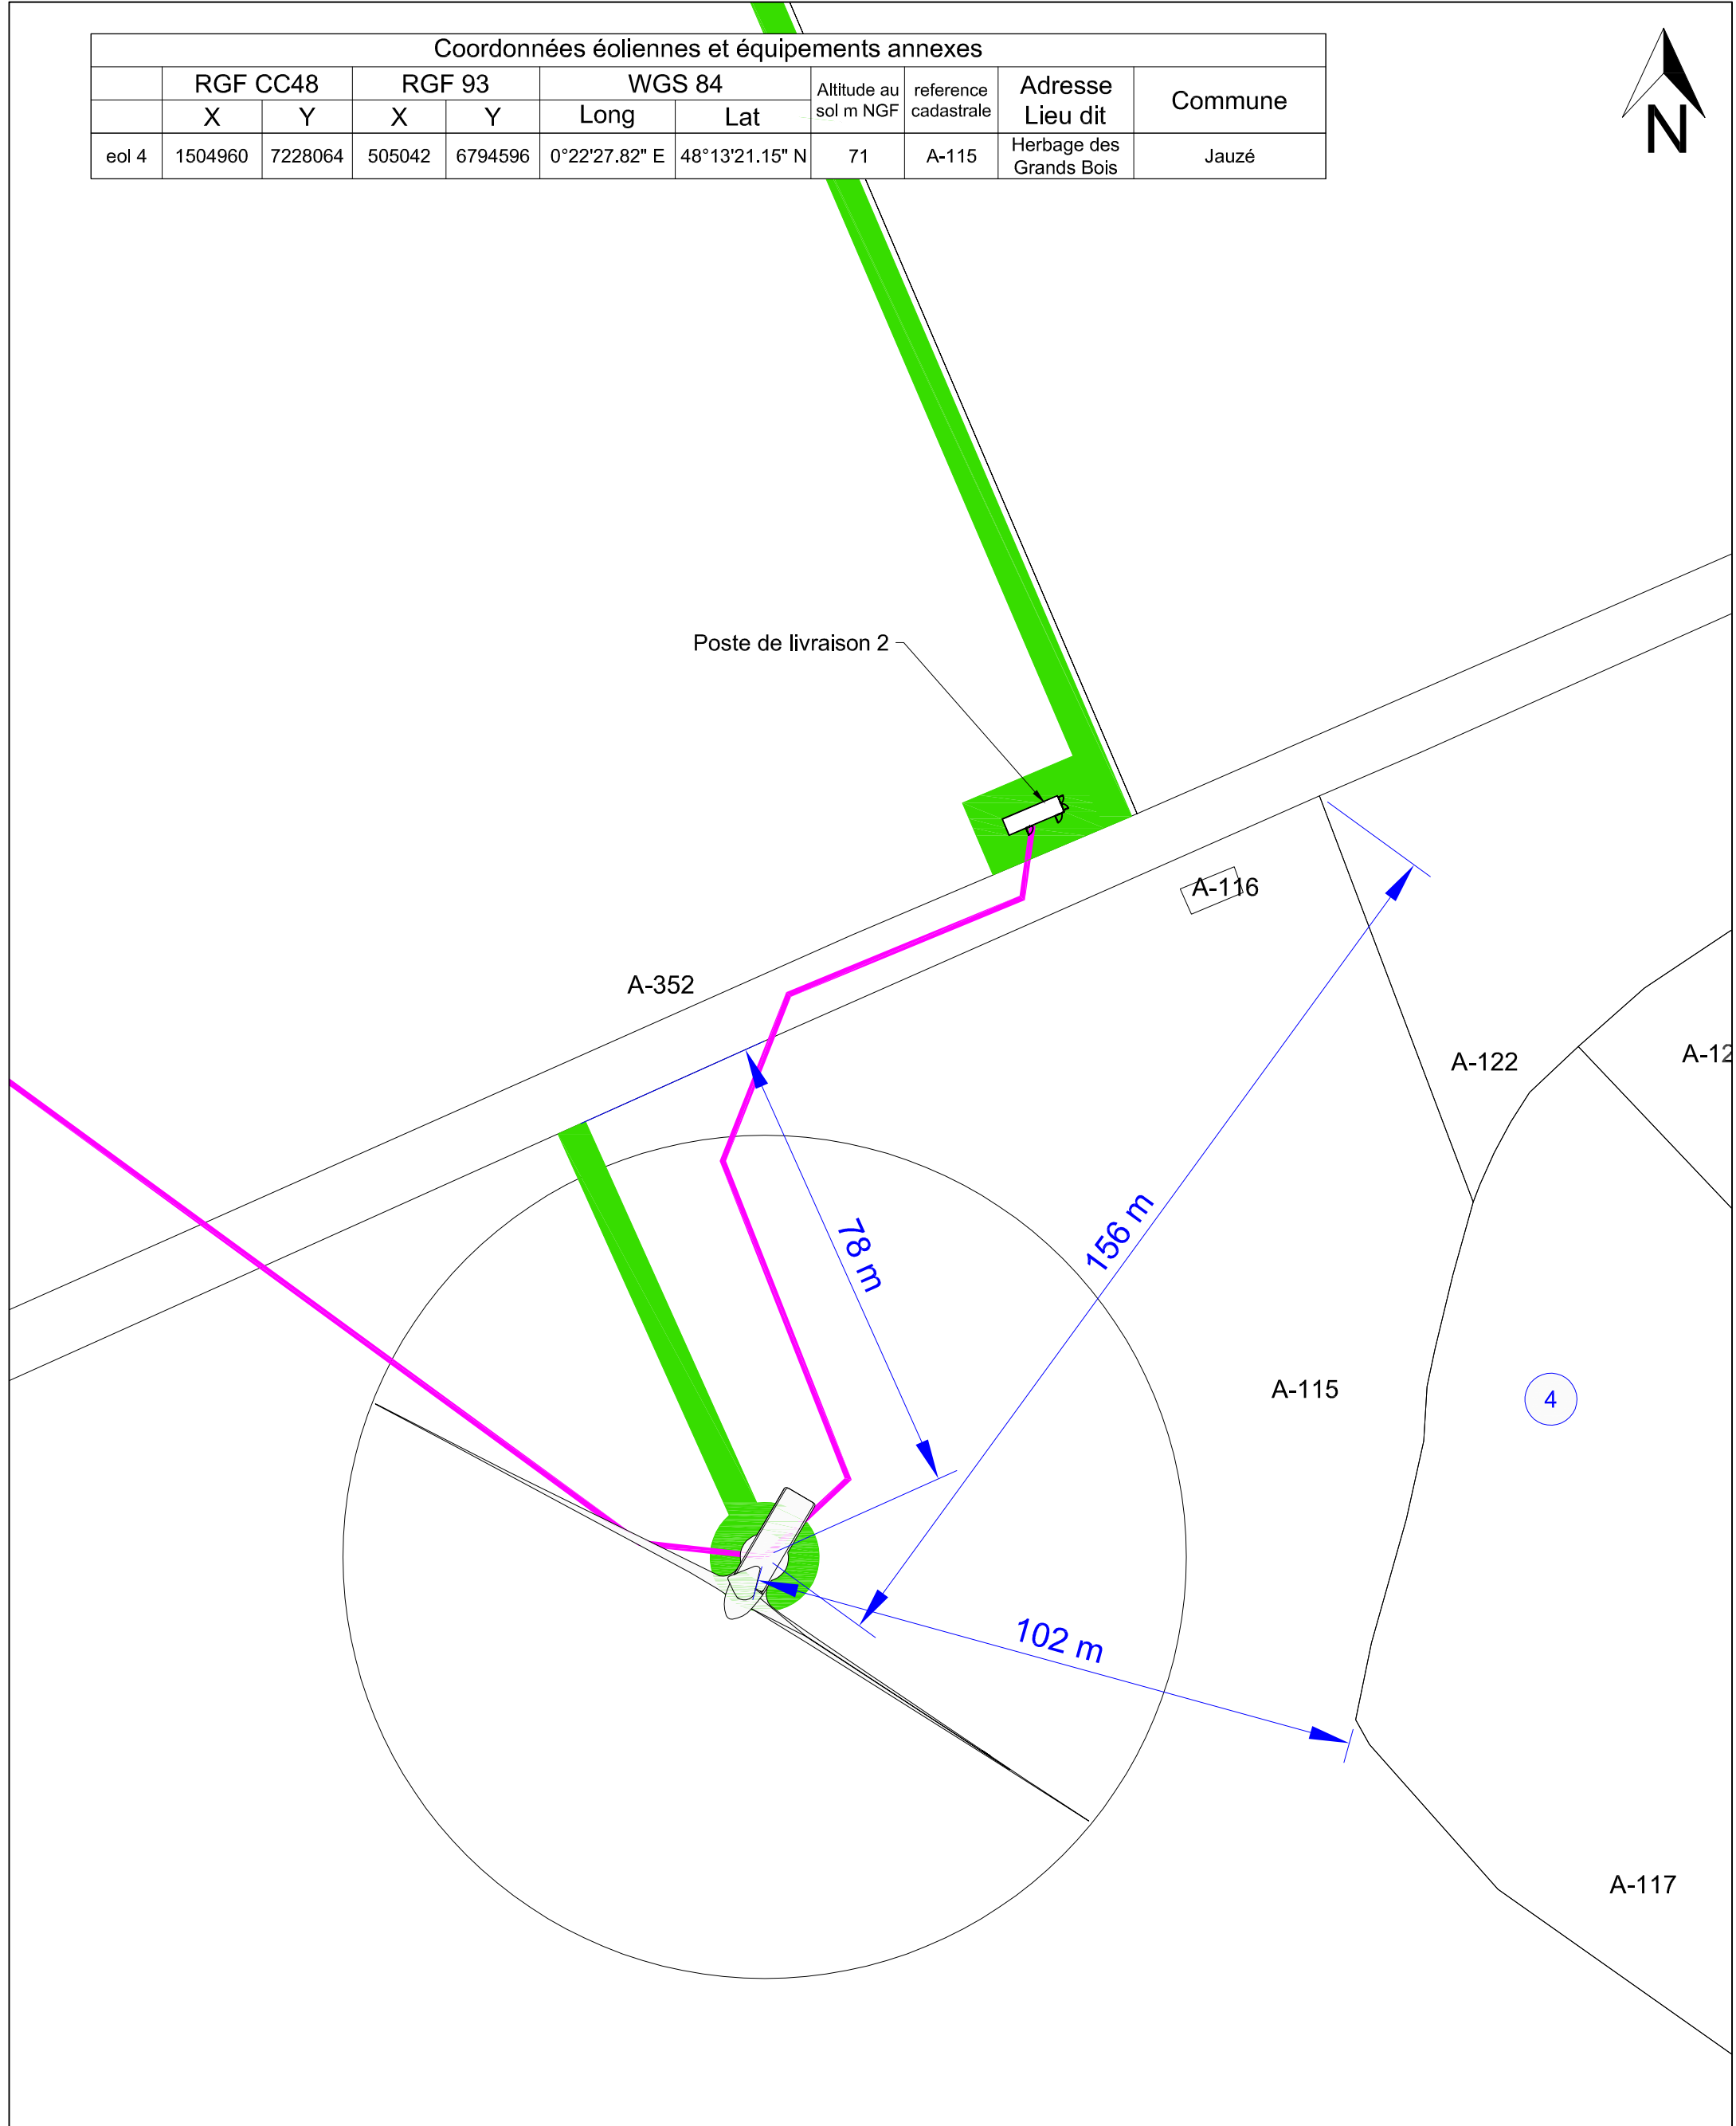 Coordonnées éoliennes et équipements annexes
RGF CC48 RGF 93 WGS 84 Altitude au sol m NGF reference cadastrale Adresse Lieu dit Commune
X Y X Y Long Lat
eol 4 1504960 7228064 505042 6794596 0°22'27.82" E 48°13'21.15" N 71 A-115 Herbage des Grands Bois Jauzé
N
Poste de livraison 2
A-116
A-352
A-122
A-12
78 m
156 m
A-115
4
102 m
A-117